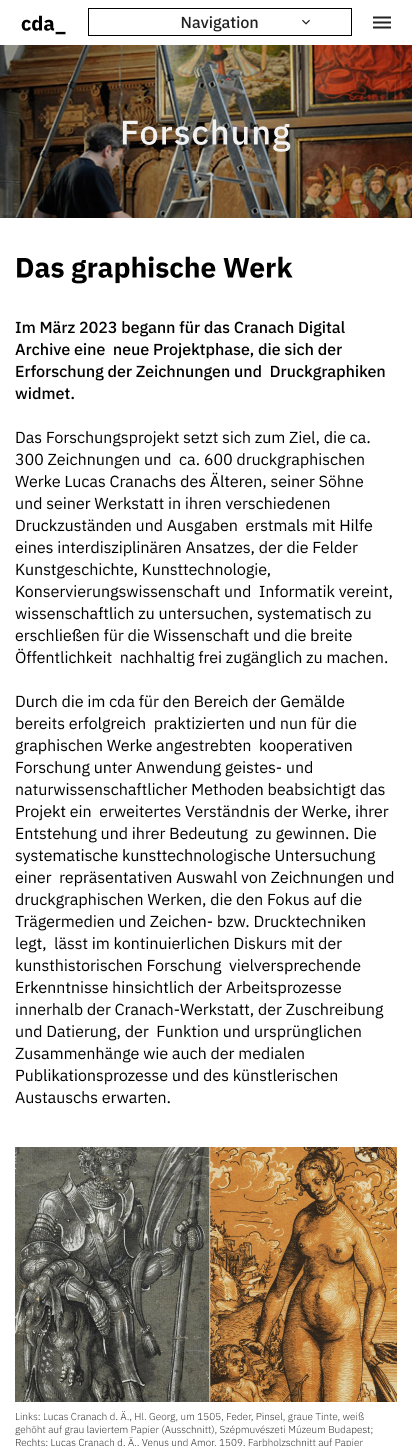 cda_
Navigation
Forschung
Das graphische Werk
Im März 2023 begann für das Cranach Digital
Archive eine  neue Projektphase, die sich der
Erforschung der Zeichnungen und  Druckgraphiken
widmet.
Das Forschungsprojekt setzt sich zum Ziel, die ca.
300 Zeichnungen und  ca. 600 druckgraphischen
Werke Lucas Cranachs des Älteren, seiner Söhne
und seiner Werkstatt in ihren verschiedenen
Druckzuständen und Ausgaben  erstmals mit Hilfe
eines interdisziplinären Ansatzes, der die Felder
Kunstgeschichte, Kunsttechnologie,
Konservierungswissenschaft und  Informatik vereint,
wissenschaftlich zu untersuchen, systematisch zu
erschließen für die Wissenschaft und die breite
Öffentlichkeit  nachhaltig frei zugänglich zu machen.
Durch die im cda für den Bereich der Gemälde
bereits erfolgreich  praktizierten und nun für die
graphischen Werke angestrebten  kooperativen
Forschung unter Anwendung geistes- und
naturwissenschaftlicher Methoden beabsichtigt das
Projekt ein  erweitertes Verständnis der Werke, ihrer
Entstehung und ihrer Bedeutung  zu gewinnen. Die
systematische kunsttechnologische Untersuchung
einer  repräsentativen Auswahl von Zeichnungen und
druckgraphischen Werken, die den Fokus auf die
Trägermedien und Zeichen- bzw. Drucktechniken
legt,  lässt im kontinuierlichen Diskurs mit der
kunsthistorischen Forschung  vielversprechende
Erkenntnisse hinsichtlich der Arbeitsprozesse
innerhalb der Cranach-Werkstatt, der Zuschreibung
und Datierung, der  Funktion und ursprünglichen
Zusammenhänge wie auch der medialen
Publikationsprozesse und des künstlerischen
Austauschs erwarten.
Links: Lucas Cranach d. Ä., Hl. Georg, um 1505, Feder, Pinsel, graue Tinte, weiß
gehöht auf grau laviertem Papier (Ausschnitt), Szépmuvészeti Múzeum Budapest;
Rechts: Lucas Cranach d. Ä., Venus und Amor, 1509, Farbholzschnitt auf Papier